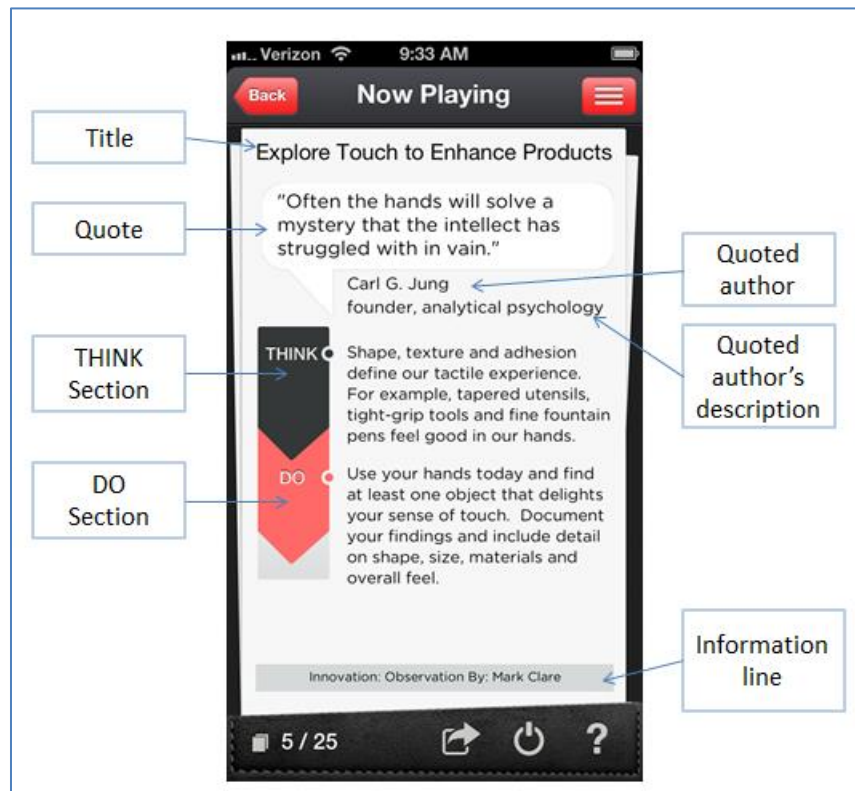 Verizon 9:33 AM
Back Now Playing
Title
Explore Touch to Enhance Products
Quote
"Often the hands will solve a
mystery that the intellect has
struggled with in vain."
Carl G. Jung
founder, analytical psychology
Quoted
author
Quoted
author's
description
THINK
Section
THINK
Shape, texture and adhesion
define our tactile experience.
For example, tapered utensils,
tight-grip tools and fine fountain
pens feel good in our hands.
DO
Section
DO
Use your hands today and find
at least one object that delights
your sense of touch. Document
your findings and include detail
on shape, size, materials and
overall feel.
Information
line
Innovation: Observation By: Mark Clare
5 / 25 ?